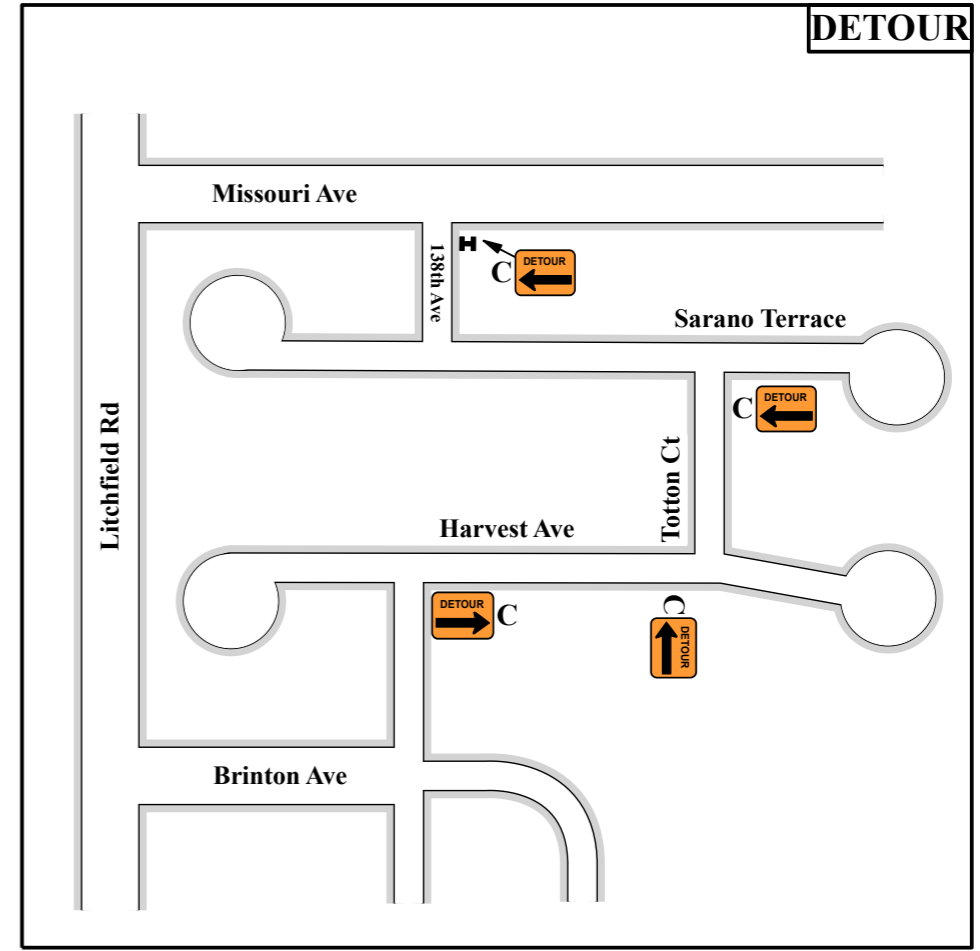 DETOUR
Missouri Ave
138th Ave
H
C
DETOUR
Sarano Terrace
C
DETOUR
Litchfield Rd
Totton Ct
Harvest Ave
DETOUR
C
C
DETOUR
Brinton Ave